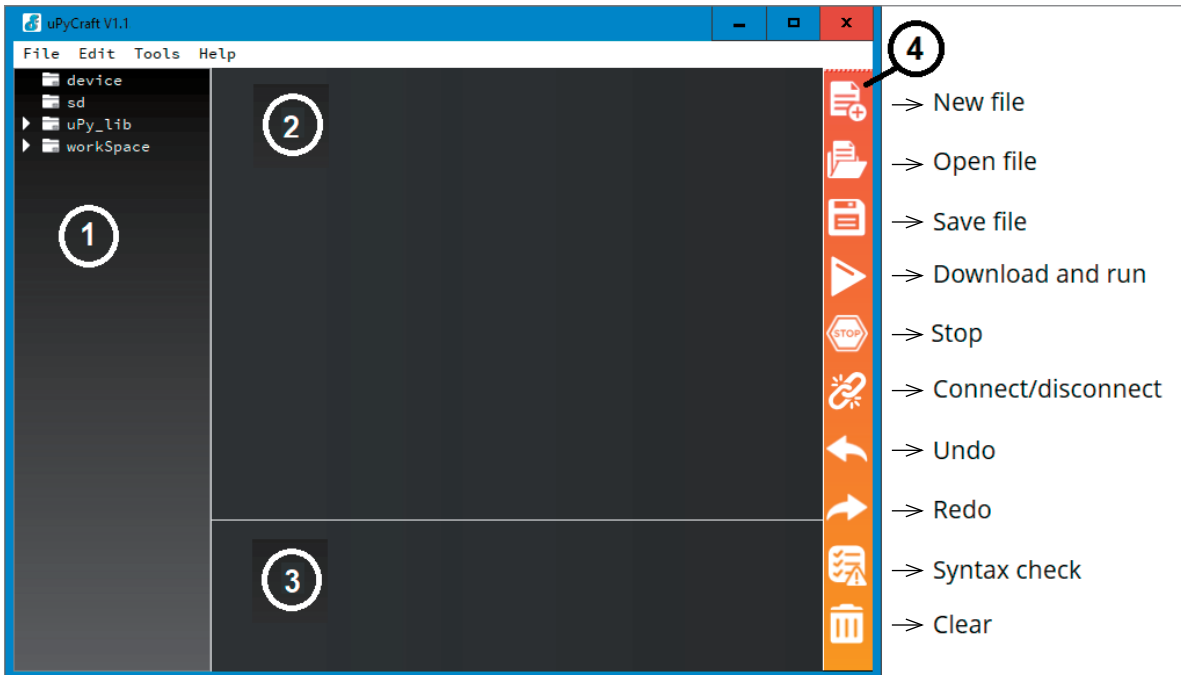 uPyCraft V1.1
File Edit Tools Help
4
device
sd
uPy_lib
workSpace
1
2
3
New file
Open file
Save file
Download and run
STOP
Stop
Connect/disconnect
Undo
Redo
Syntax check
Clear